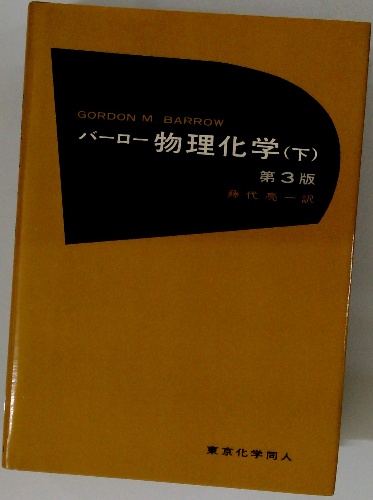 GORDON M. BARROW
バーロー 物理化学(下)
第3版
藤代亮一訳
東京化学同人